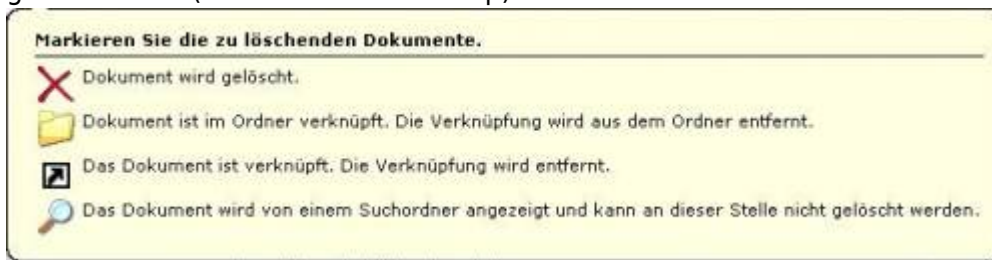 Markieren Sie die zu löschenden Dokumente.
Dokument wird gelöscht.
Dokument ist im Ordner verknüpft. Die Verknüpfung wird aus dem Ordner entfernt.
Das Dokument ist verknüpft. Die Verknüpfung wird entfernt.
Das Dokument wird von einem Suchordner angezeigt und kann an dieser Stelle nicht gelöscht werden.